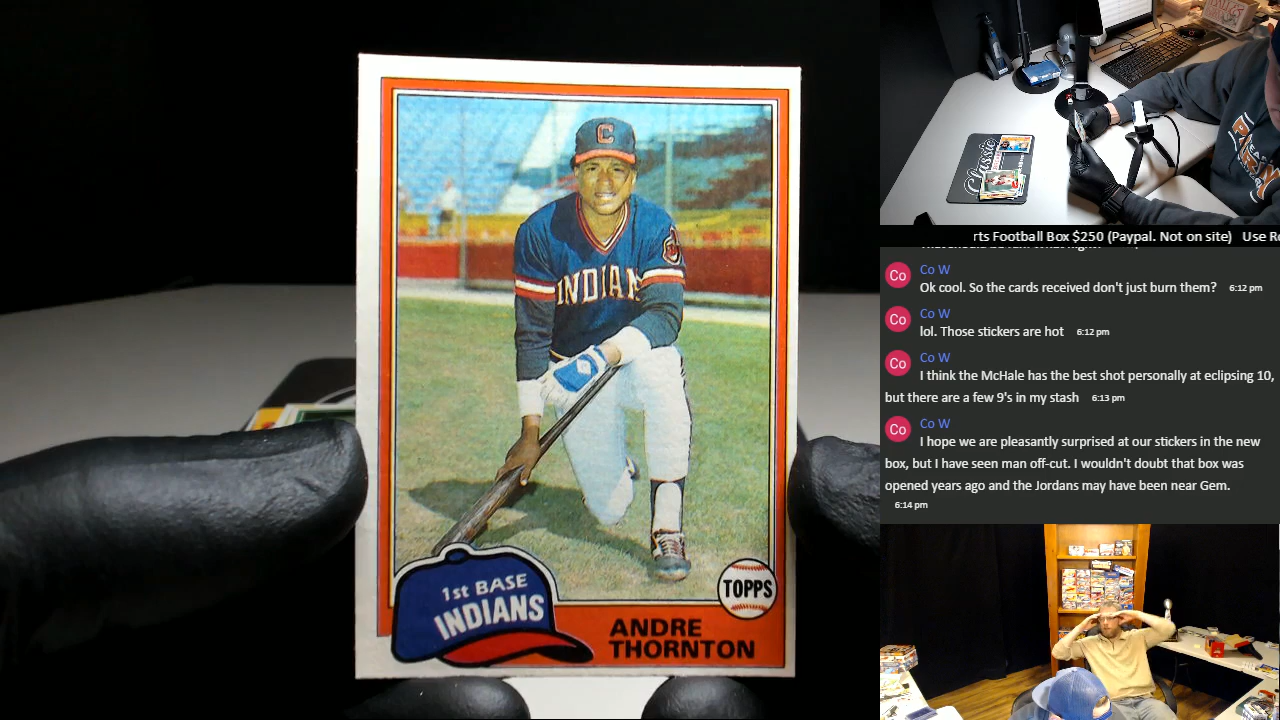 C
INDIANS
1st BASE
INDIANS
TOPPS
ANDRE
THORNTON
Classic
rts Football Box $250 (Paypal. Not on site) Use
Co
Co W
Ok cool. So the cards received don't just burn them? 6:12 pm
Co
Co W
lol. Those stickers are hot 6:12 pm
Co
Co W
I think the McHale has the best shot personally at eclipsing 10,
but there are a few 9's in my stash 6:13 pm
Co
Co W
I hope we are pleasantly surprised at our stickers in the new
box, but I have seen man off-cut. I wouldn't doubt that box was
opened years ago and the Jordans may have been near Gem.
6:14 pm